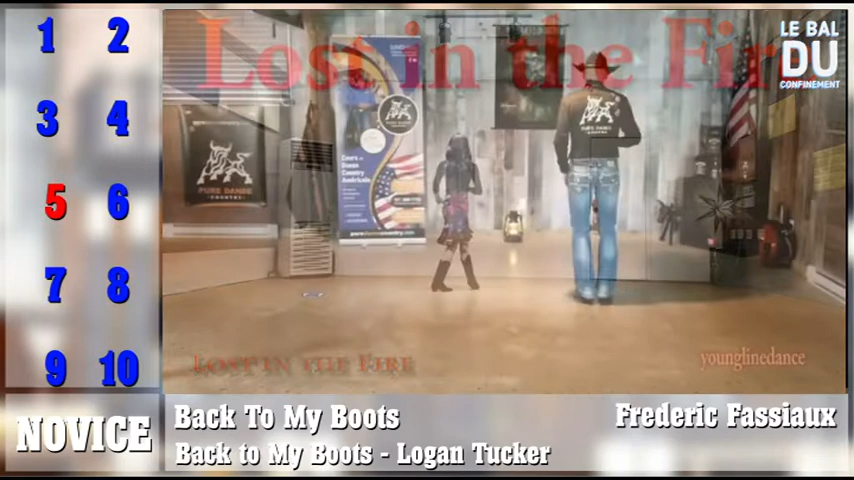 1 2
3 4
5 6
7 8
9 10
NOVICE
Lost in the Fi
LE BAL
DU
CONFINEMENT
PURE DANCE
COUNTRY
LOST IN THE FIRE
younglinedance
Back To My Boots
Frederic Fassiaux
Back to My Boots - Logan Tucker